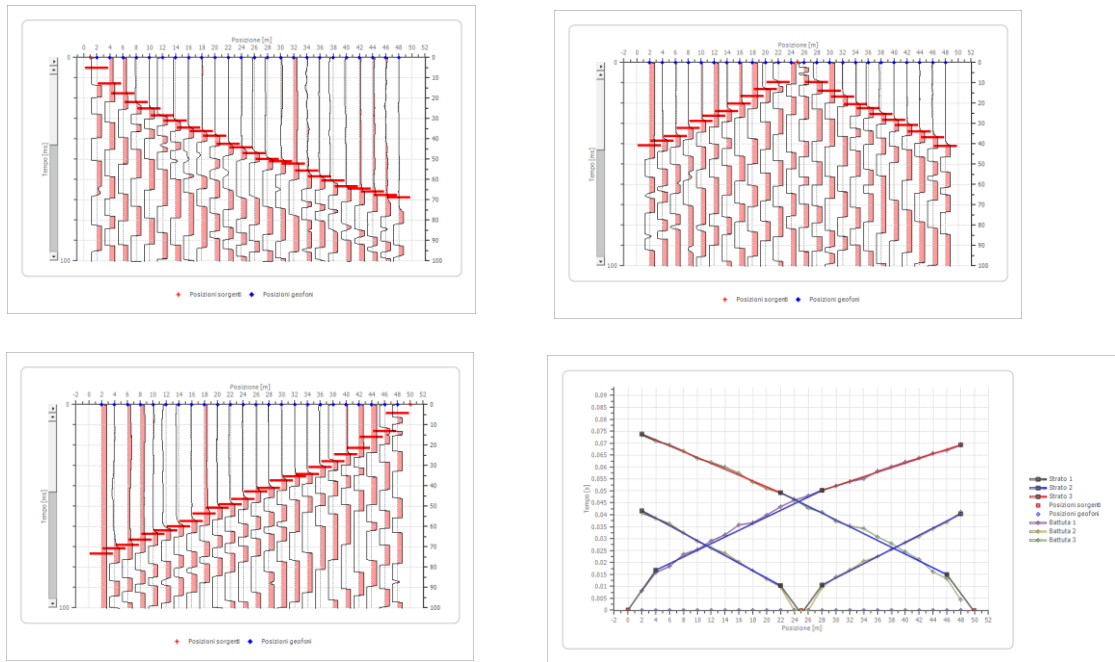 Posizione [m]
-2 0 2 4 6 8 10 12 14 16 18 20 22 24 26 28 30 32 34 36 38 40 42 44 46 48 50 52
0 0
10
20
30
40
Tempo [ms] 50
60
70
80
90
100 100
Posizioni sorgenti Posizioni geofoni
Posizione [m]
-2 0 2 4 6 8 10 12 14 16 18 20 22 24 26 28 30 32 34 36 38 40 42 44 46 48 50 52
0 0
10
20
30
40
Tempo [ms] 50
60
70
80
90
100 100
Posizioni sorgenti Posizioni geofoni
Posizione [m]
-2 0 2 4 6 8 10 12 14 16 18 20 22 24 26 28 30 32 34 36 38 40 42 44 46 48 50 52
0 0
10
20
30
40
Tempo [ms] 50
60
70
80
90
100 100
Posizioni sorgenti Posizioni geofoni
0.09
0.085
0.08
0.075
0.07
0.065
0.06
0.055
Tempo [s] 0.05
0.045
0.04
0.035
0.03
0.025
0.02
0.015
0.01
0.005
0
-2 0 2 4 6 8 10 12 14 16 18 20 22 24 26 28 30 32 34 36 38 40 42 44 46 48 50 52
Posizione [m]
Strato 1
Strato 2
Strato 3
Posizioni sorgenti
Posizioni geofoni
Battuta 1
Battuta 2
Battuta 3